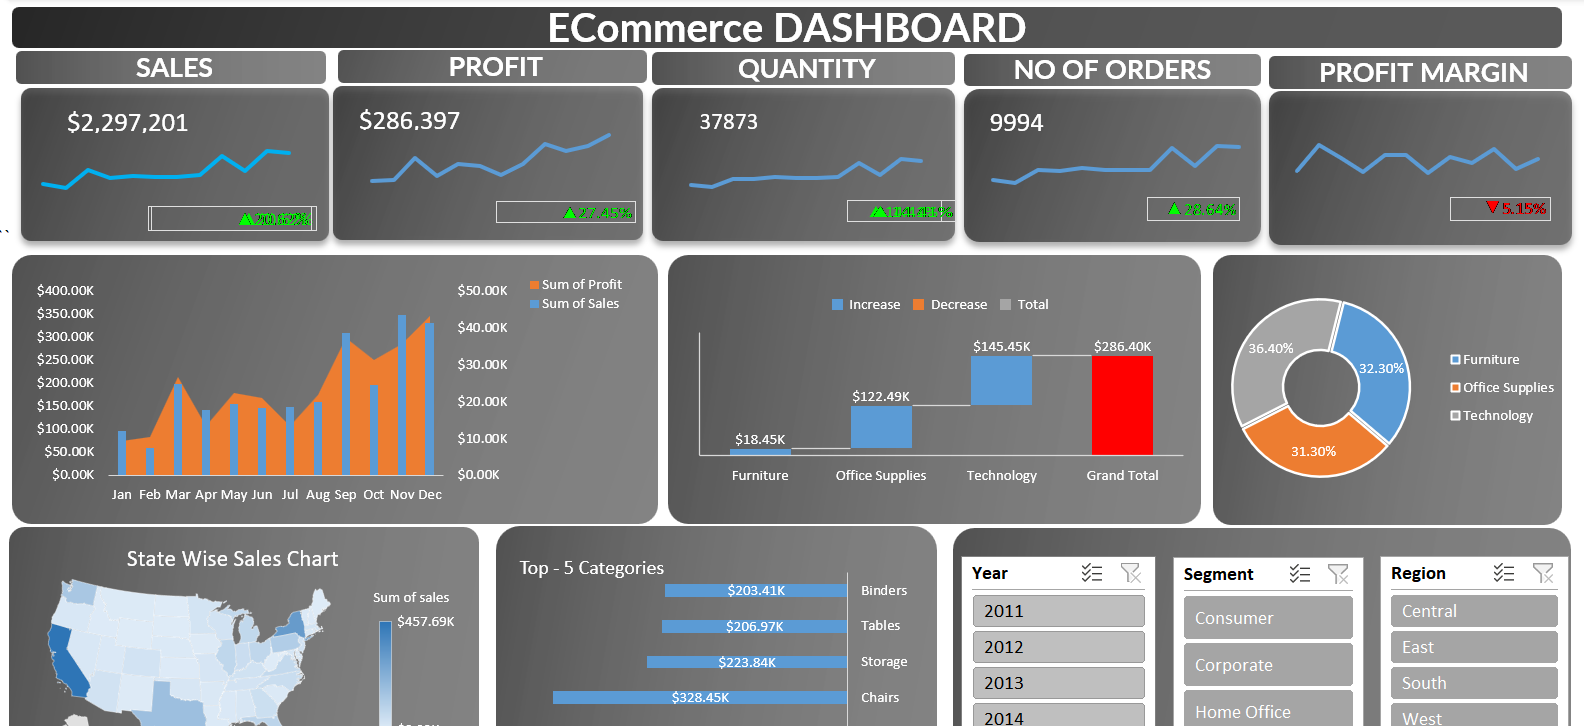 ECommerce DASHBOARD
SALES
PROFIT
QUANTITY
NO OF ORDERS
PROFIT MARGIN
$2,297,201
$286,397
37873
9994
▲27.45%
▲28.64%
▼5.15%
$400.00K
$350.00K
$300.00K
$250.00K
$200.00K
$150.00K
$100.00K
$50.00K
$0.00K
$50.00K
$40.00K
$30.00K
$20.00K
$10.00K
$0.00K
Sum of Profit
Sum of Sales
Jan Feb Mar Apr May Jun Jul Aug Sep Oct Nov Dec
Increase Decrease Total
$18.45K
$122.49K
$145.45K
$286.40K
Furniture Office Supplies Technology Grand Total
36.40%
32.30%
31.30%
Furniture
Office Supplies
Technology
State Wise Sales Chart
Sum of sales
$457.69K
Top - 5 Categories
$203.41K Binders
$206.97K Tables
$223.84K Storage
$328.45K Chairs
Year
2011
2012
2013
2014
Segment
Consumer
Corporate
Home Office
Region
Central
East
South
West